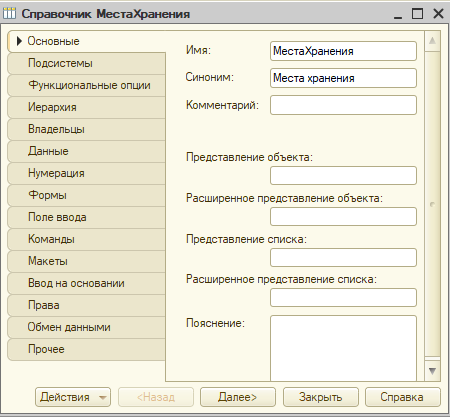 Справочник МестаХранения
Основные
Подсистемы
Функциональные опции
Иерархия
Владельцы
Данные
Нумерация
Формы
Поле ввода
Команды
Макеты
Ввод на основании
Права
Обмен данными
Прочее
Имя: МестаХранения
Синоним: Места хранения
Комментарий:
Представление объекта:
Расширенное представление объекта:
Представление списка:
Расширенное представление списка:
Пояснение:
Действия <Назад Далее> Закрыть Справка